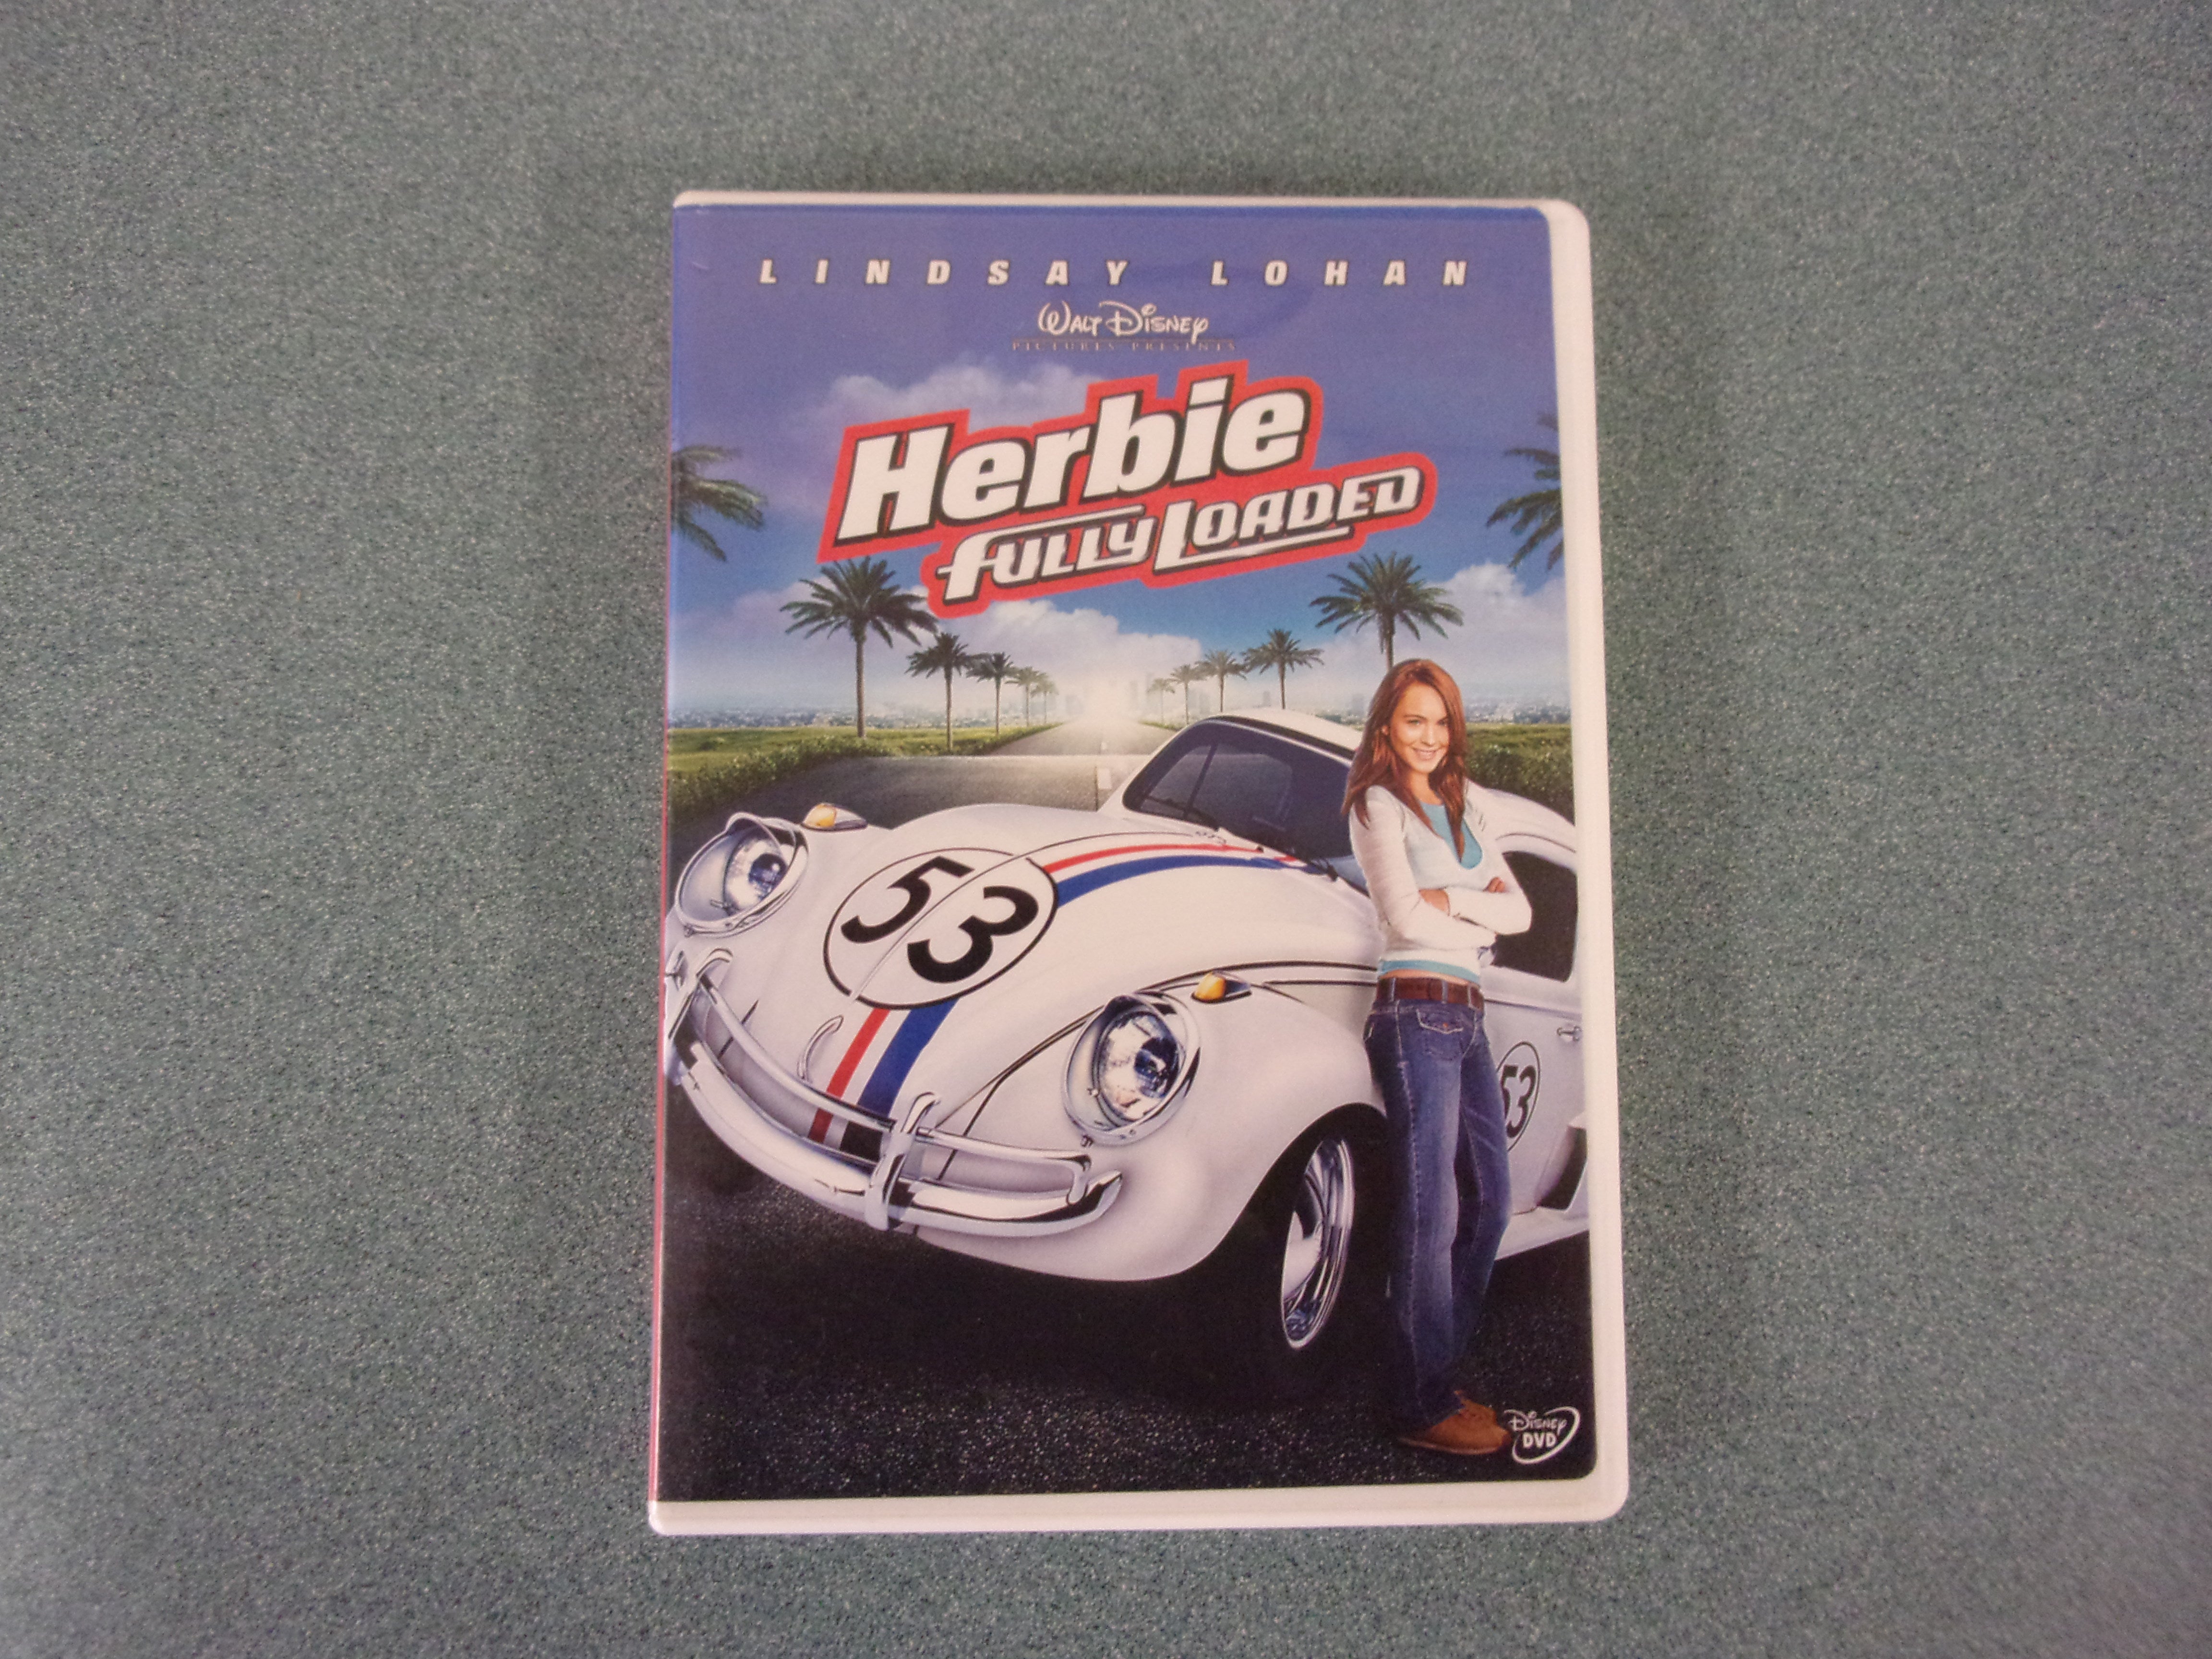 LINDSAY LOHAN
WALT DISNEY
PICTURES PRESENTS
Herbie
FULLY LOADED
53
53
DISNEY
DVD